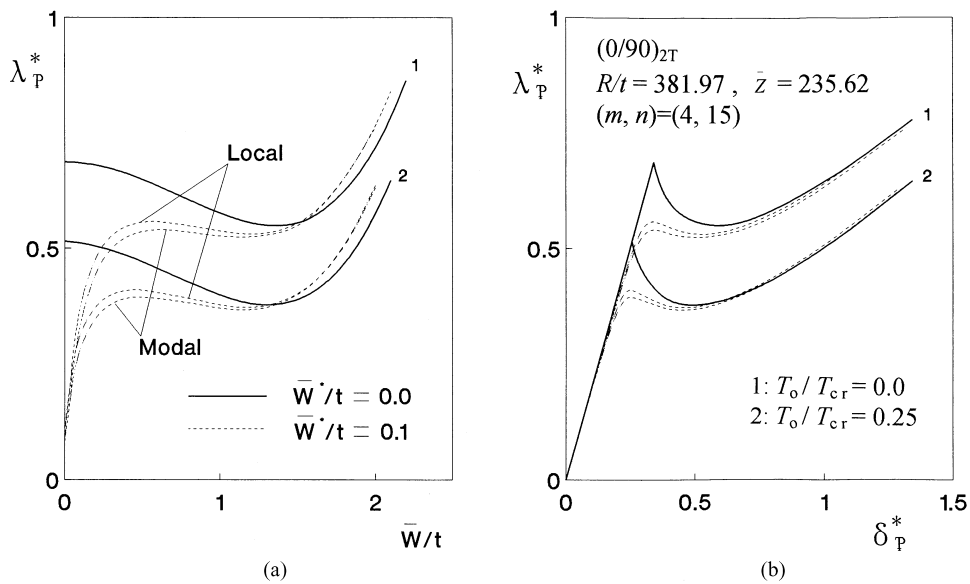 1
λ*P
1
Local
2
0.5
Modal
W̄*/t = 0.0
W̄*/t = 0.1
0
0
1
2
W̄/t
(a)
1
λ*P
(0/90)2T
R/t = 381.97 , Z̄ = 235.62
(m, n)=(4, 15)
1
2
0.5
1: To / Tcr = 0.0
2: To / Tcr = 0.25
0
0
0.5
1
1.5
δ*P
(b)